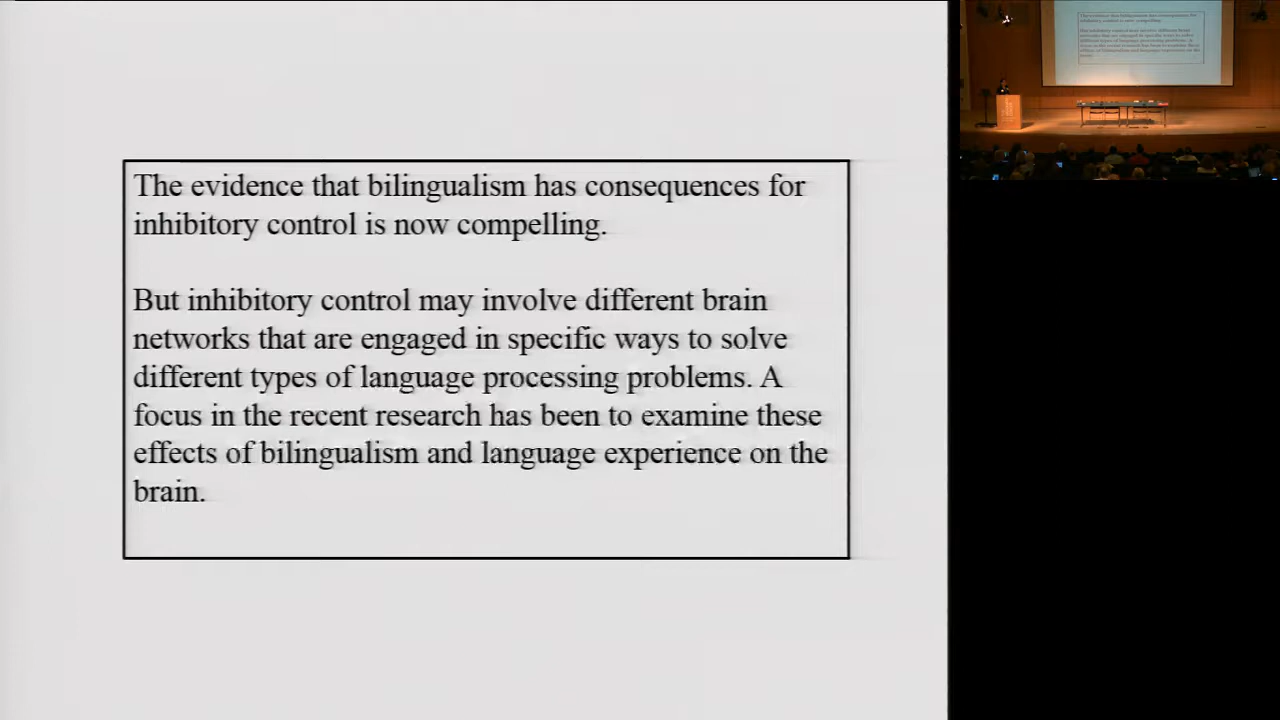 The evidence that bilingualism has consequences for
inhibitory control is now compelling.
But inhibitory control may involve different brain
networks that are engaged in specific ways to solve
different types of language processing problems. A
focus in the recent research has been to examine these
effects of bilingualism and language experience on the
brain.